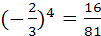 (−2/3)⁴ = 16/81